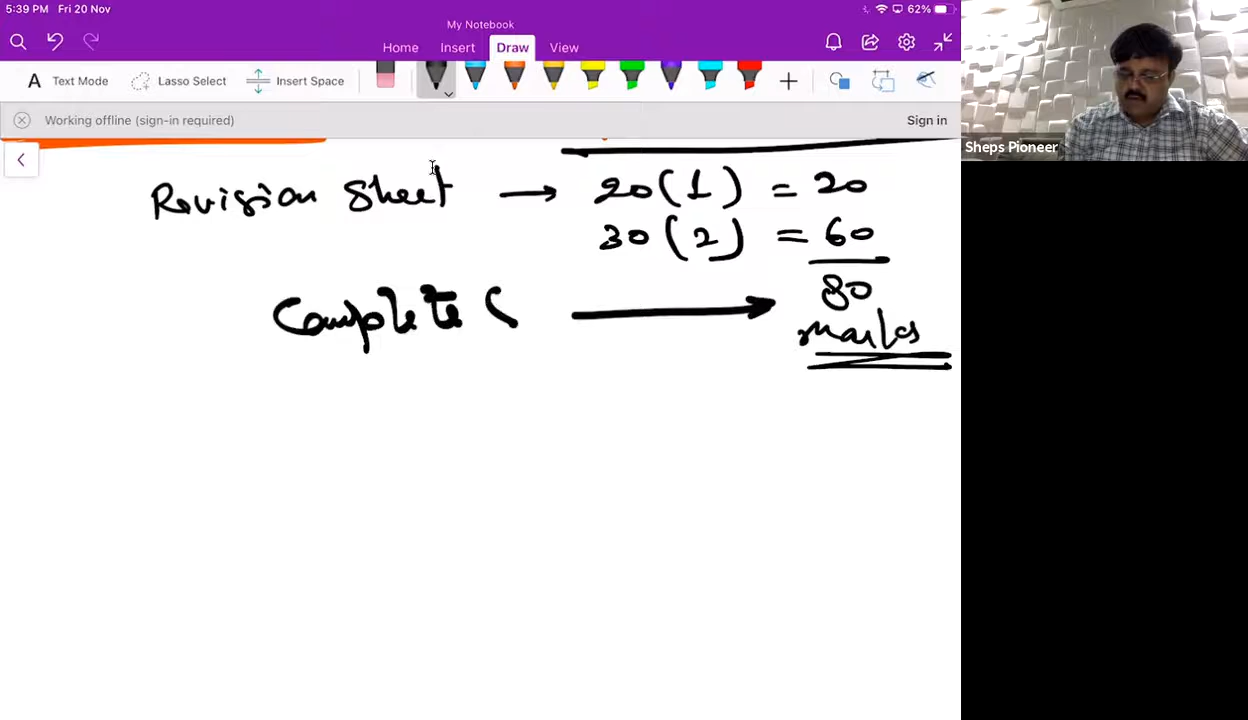 5:39 PM Fri 20 Nov
62%
My Notebook
Home Insert Draw View
A Text Mode Lasso Select Insert Space
Working offline (sign-in required) Sign in
Sheps Pioneer
Revision Sheet → 20(1) = 20
30(2) = 60
80
Complete ( →
marks